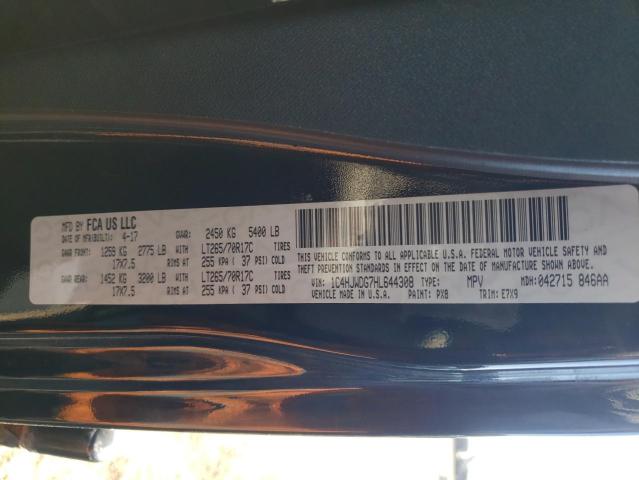 MFD BY FCA US LLC
DATE OF MFR(BUILT): 4-17 GVWR: 2450 KG 5400 LB
GAWR FRONT: 1259 KG 2775 LB WITH LT265/70R17C TIRES
17X7.5 RIMS AT 255 KPA ( 37 PSI) COLD
GAWR REAR: 1452 KG 3200 LB WITH LT265/70R17C TIRES
17X7.5 RIMS AT 255 KPA ( 37 PSI) COLD
THIS VEHICLE CONFORMS TO ALL APPLICABLE U.S.A. FEDERAL MOTOR VEHICLE SAFETY AND
THEFT PREVENTION STANDARDS IN EFFECT ON THE DATE OF MANUFACTURE SHOWN ABOVE.
VIN: 1C4HJWDG7HL644308 TYPE: MPV MDH: 042715 846AA
VEHICLE MADE IN U.S.A. PAINT: PX8 TRIM: E7X9